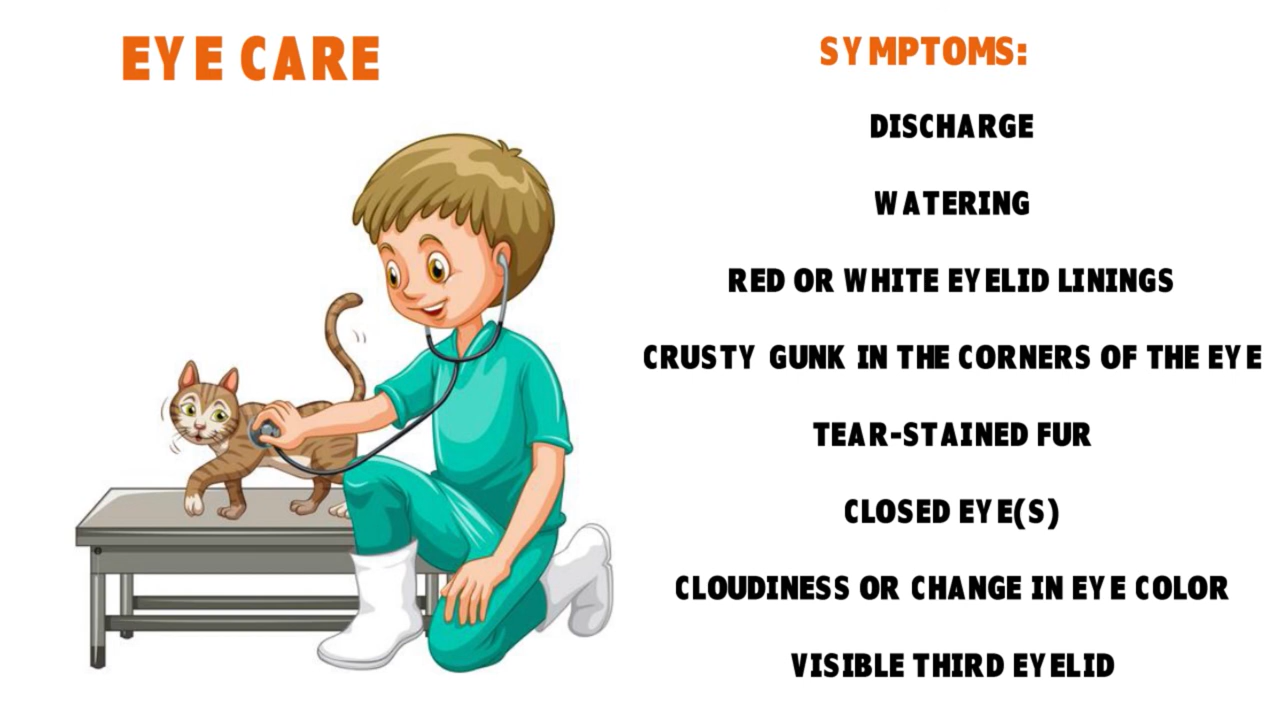 EYE CARE
SYMPTOMS:
DISCHARGE
WATERING
RED OR WHITE EYELID LININGS
CRUSTY GUNK IN THE CORNERS OF THE EYE
TEAR-STAINED FUR
CLOSED EYE(S)
CLOUDINESS OR CHANGE IN EYE COLOR
VISIBLE THIRD EYELID